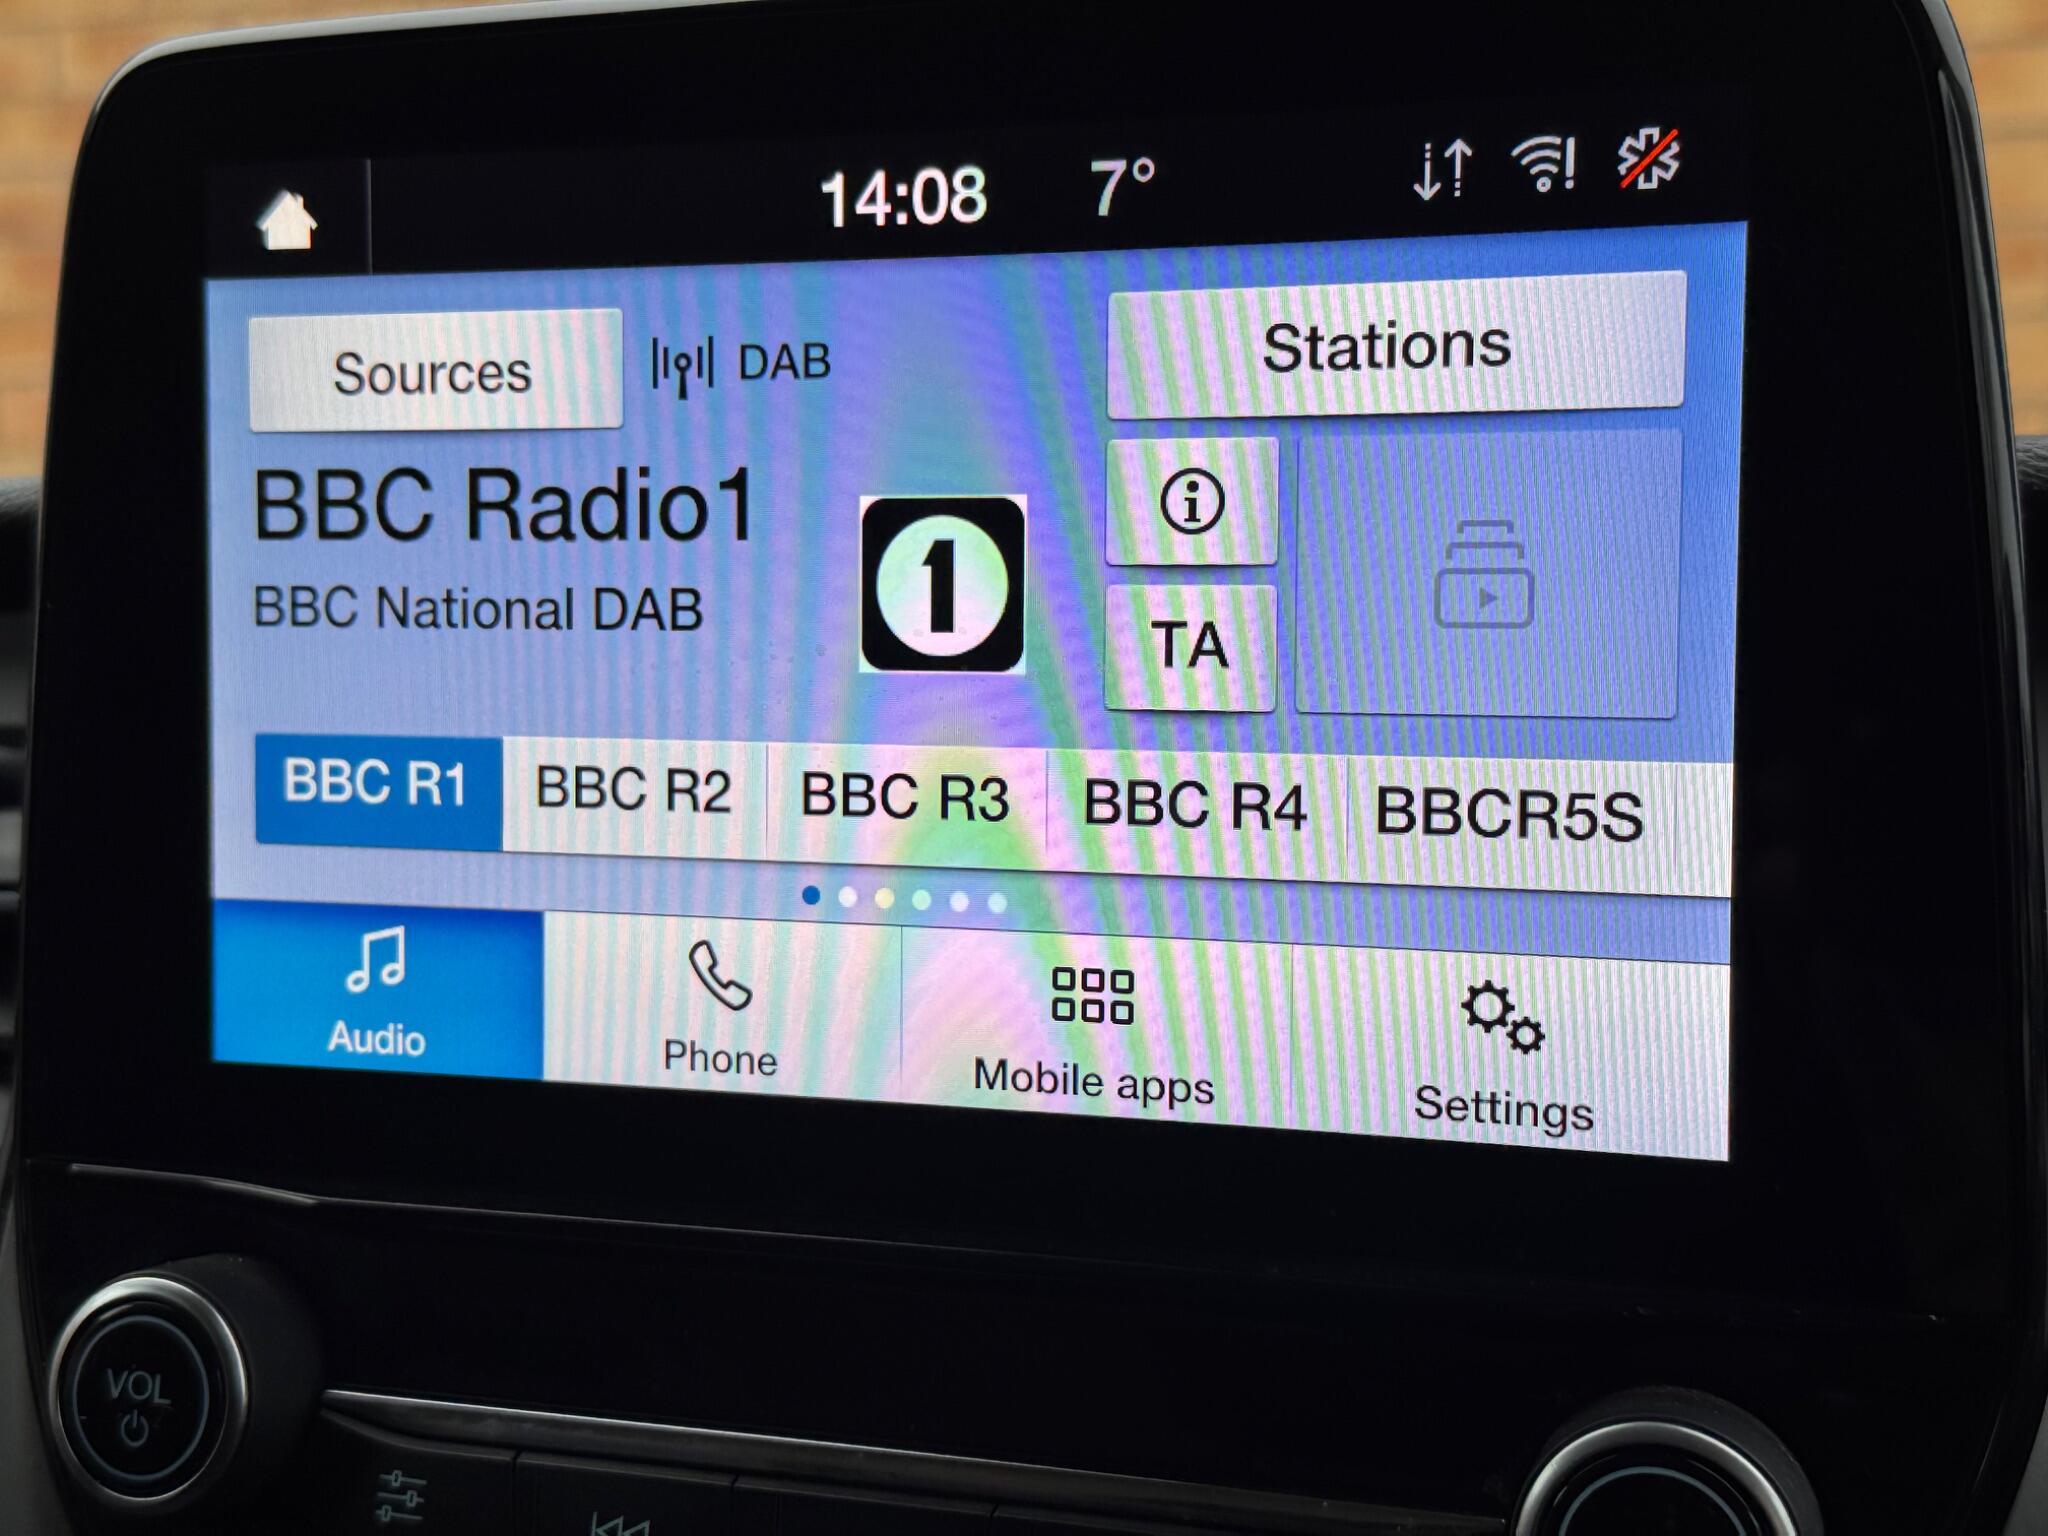 14:08 7°
Sources DAB Stations
BBC Radio1
BBC National DAB
1
TA
BBC R1 BBC R2 BBC R3 BBC R4 BBCR5S
Audio Phone Mobile apps Settings
VOL